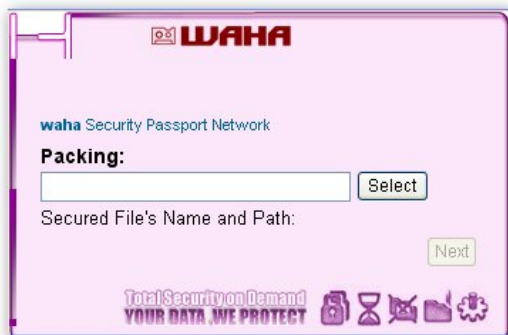 WAHA
waha Security Passport Network
Packing:
Select
Secured File's Name and Path:
Next
Total Security on Demand
YOUR DATA ,WE PROTECT